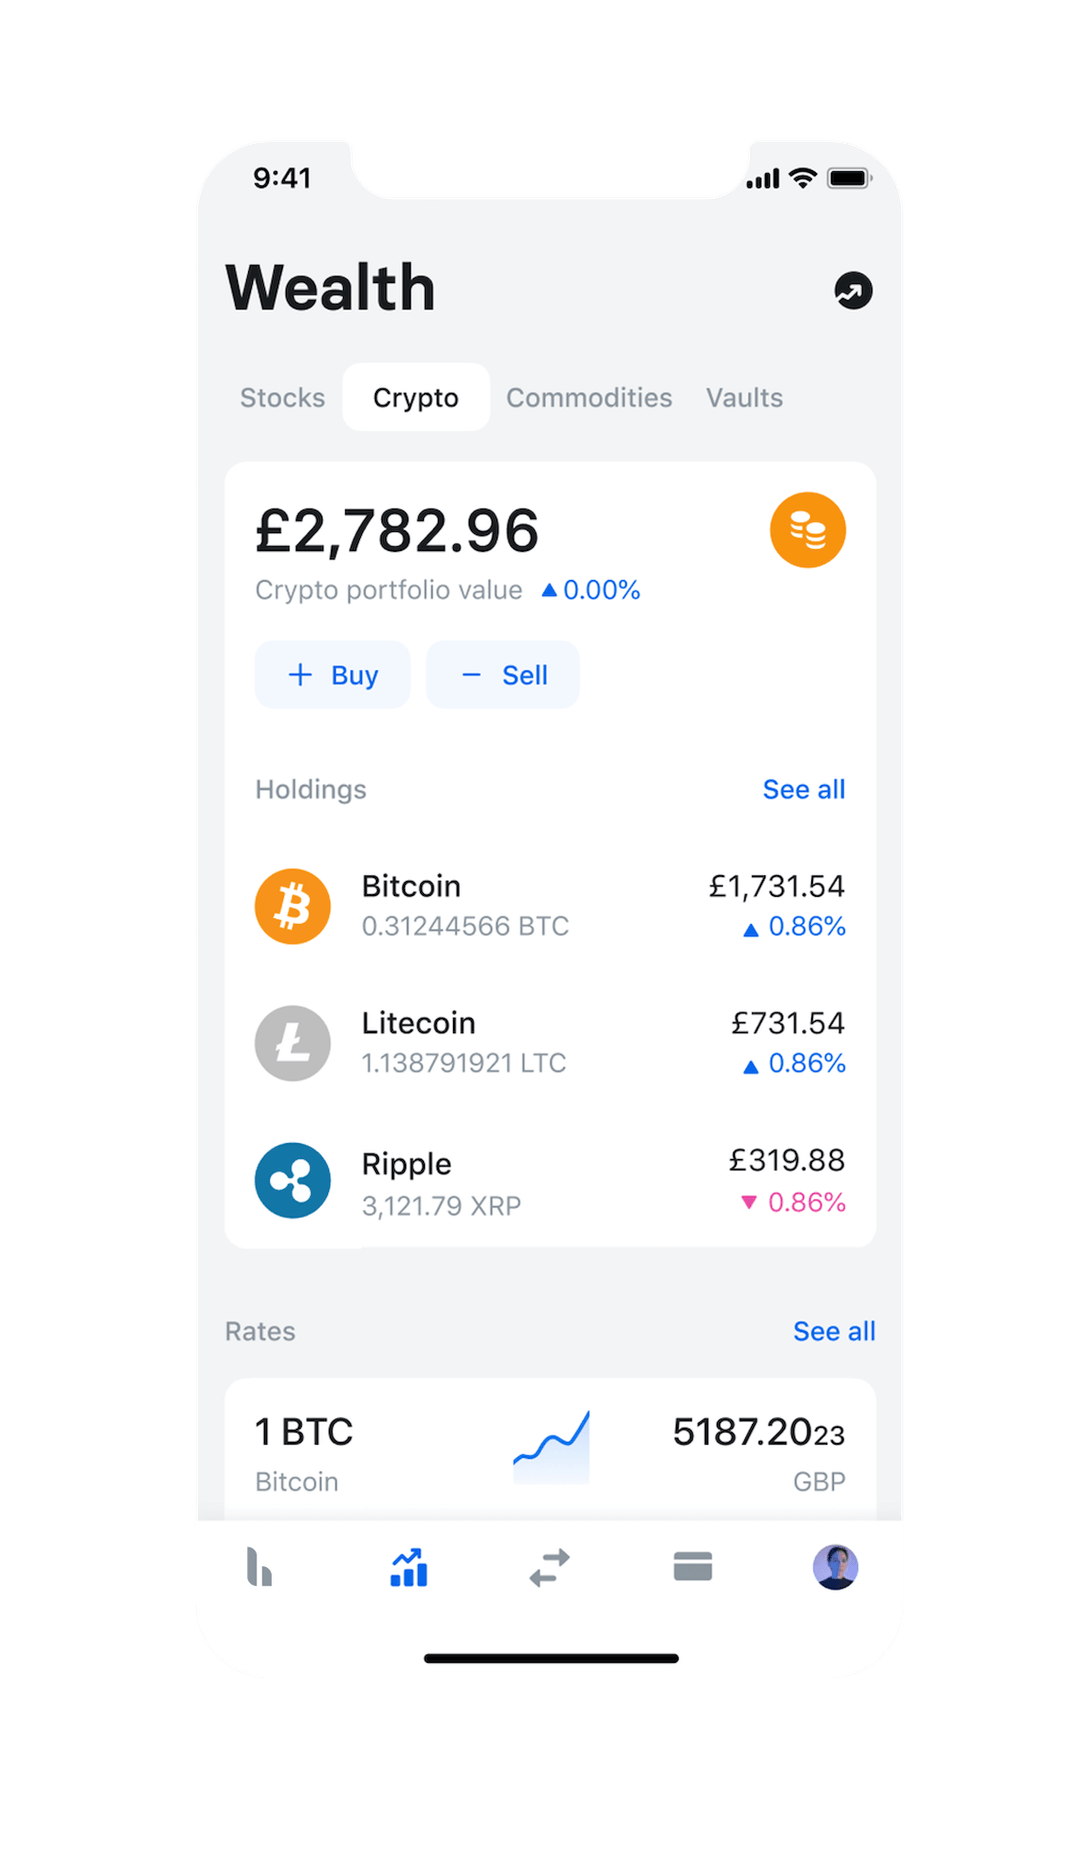 9:41
Wealth
Stocks Crypto Commodities Vaults
£2,782.96
Crypto portfolio value ▲ 0.00%
+ Buy − Sell
Holdings See all
Bitcoin £1,731.54
0.31244566 BTC ▲ 0.86%
Litecoin £731.54
1.138791921 LTC ▲ 0.86%
Ripple £319.88
3,121.79 XRP ▼ 0.86%
Rates See all
1 BTC 5187.2023
Bitcoin GBP